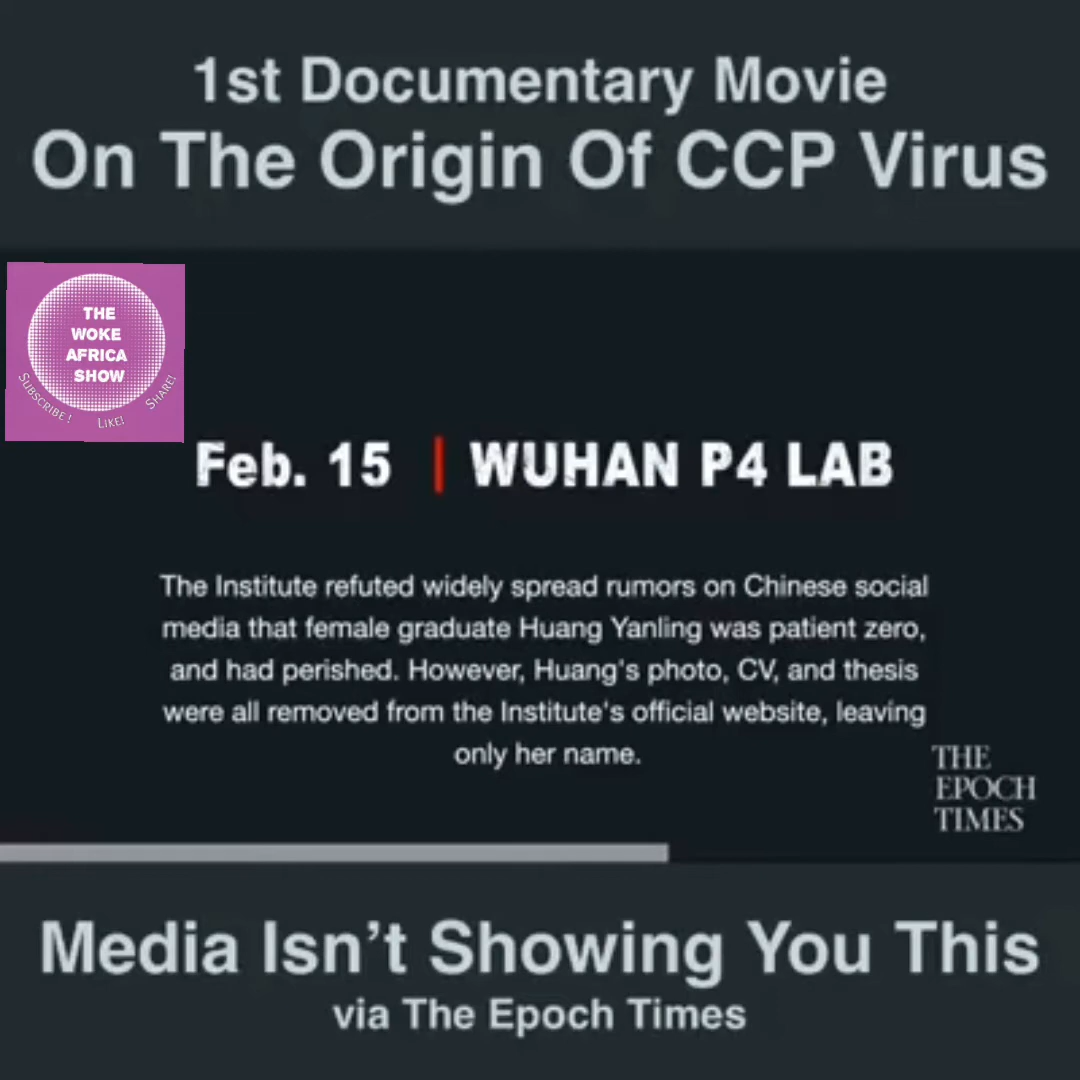 1st Documentary Movie
On The Origin Of CCP Virus
THE
WOKE
AFRICA
SHOW
SUBSCRIBE! LIKE! SHARE!
Feb. 15 | WUHAN P4 LAB
The Institute refuted widely spread rumors on Chinese social
media that female graduate Huang Yanling was patient zero,
and had perished. However, Huang's photo, CV, and thesis
were all removed from the Institute's official website, leaving
only her name.
THE
EPOCH
TIMES
Media Isn’t Showing You This
via The Epoch Times